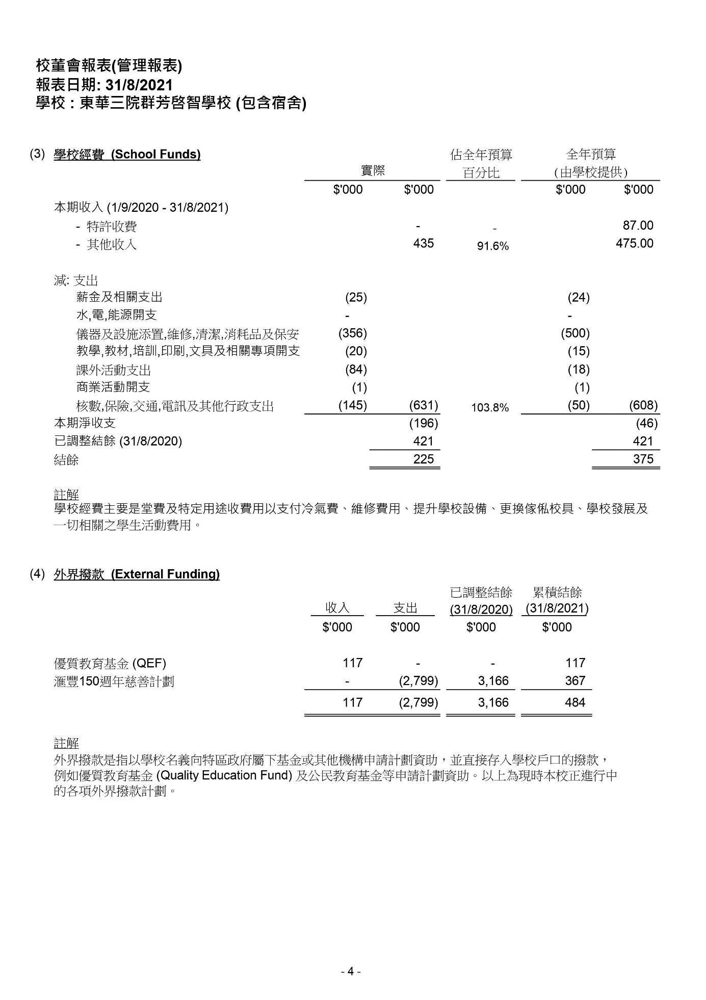 校董會報表(管理報表)
報表日期: 31/8/2021
學校 : 東華三院群芳啓智學校 (包含宿舍)
(3) 學校經費 (School Funds) 佔全年預算 全年預算
實際 百分比 (由學校提供)
$'000 $'000 $'000 $'000
本期收入 (1/9/2020 - 31/8/2021)
- 特許收費 - - 87.00
- 其他收入 435 91.6% 475.00
減: 支出
薪金及相關支出 (25) (24)
水,電,能源開支 - -
儀器及設施添置,維修,清潔,消耗品及保安 (356) (500)
教學,教材,培訓,印刷,文具及相關專項開支 (20) (15)
課外活動支出 (84) (18)
商業活動開支 (1) (1)
核數,保險,交通,電訊及其他行政支出 (145) (631) 103.8% (50) (608)
本期淨收支 (196) (46)
已調整結餘 (31/8/2020) 421 421
結餘 225 375
註解
學校經費主要是堂費及特定用途收費用以支付冷氣費、維修費用、提升學校設備、更換傢俬校具、學校發展及
一切相關之學生活動費用。
(4) 外界撥款 (External Funding)
已調整結餘 累積結餘
收入 支出 (31/8/2020) (31/8/2021)
$'000 $'000 $'000 $'000
優質教育基金 (QEF) 117 - - 117
滙豐150週年慈善計劃 - (2,799) 3,166 367
117 (2,799) 3,166 484
註解
外界撥款是指以學校名義向特區政府屬下基金或其他機構申請計劃資助，並直接存入學校戶口的撥款，
例如優質教育基金 (Quality Education Fund) 及公民教育基金等申請計劃資助。以上為現時本校正進行中
的各項外界撥款計劃。
- 4 -